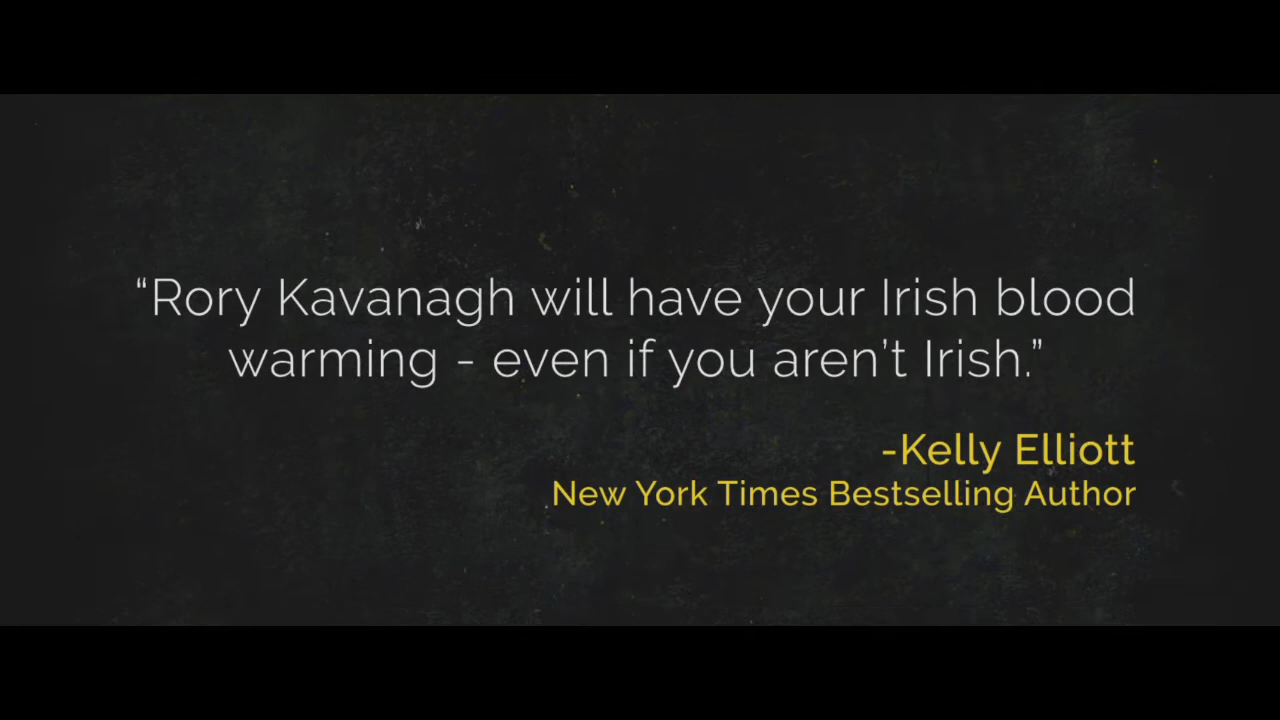 “Rory Kavanagh will have your Irish blood
warming - even if you aren’t Irish.”
-Kelly Elliott
New York Times Bestselling Author